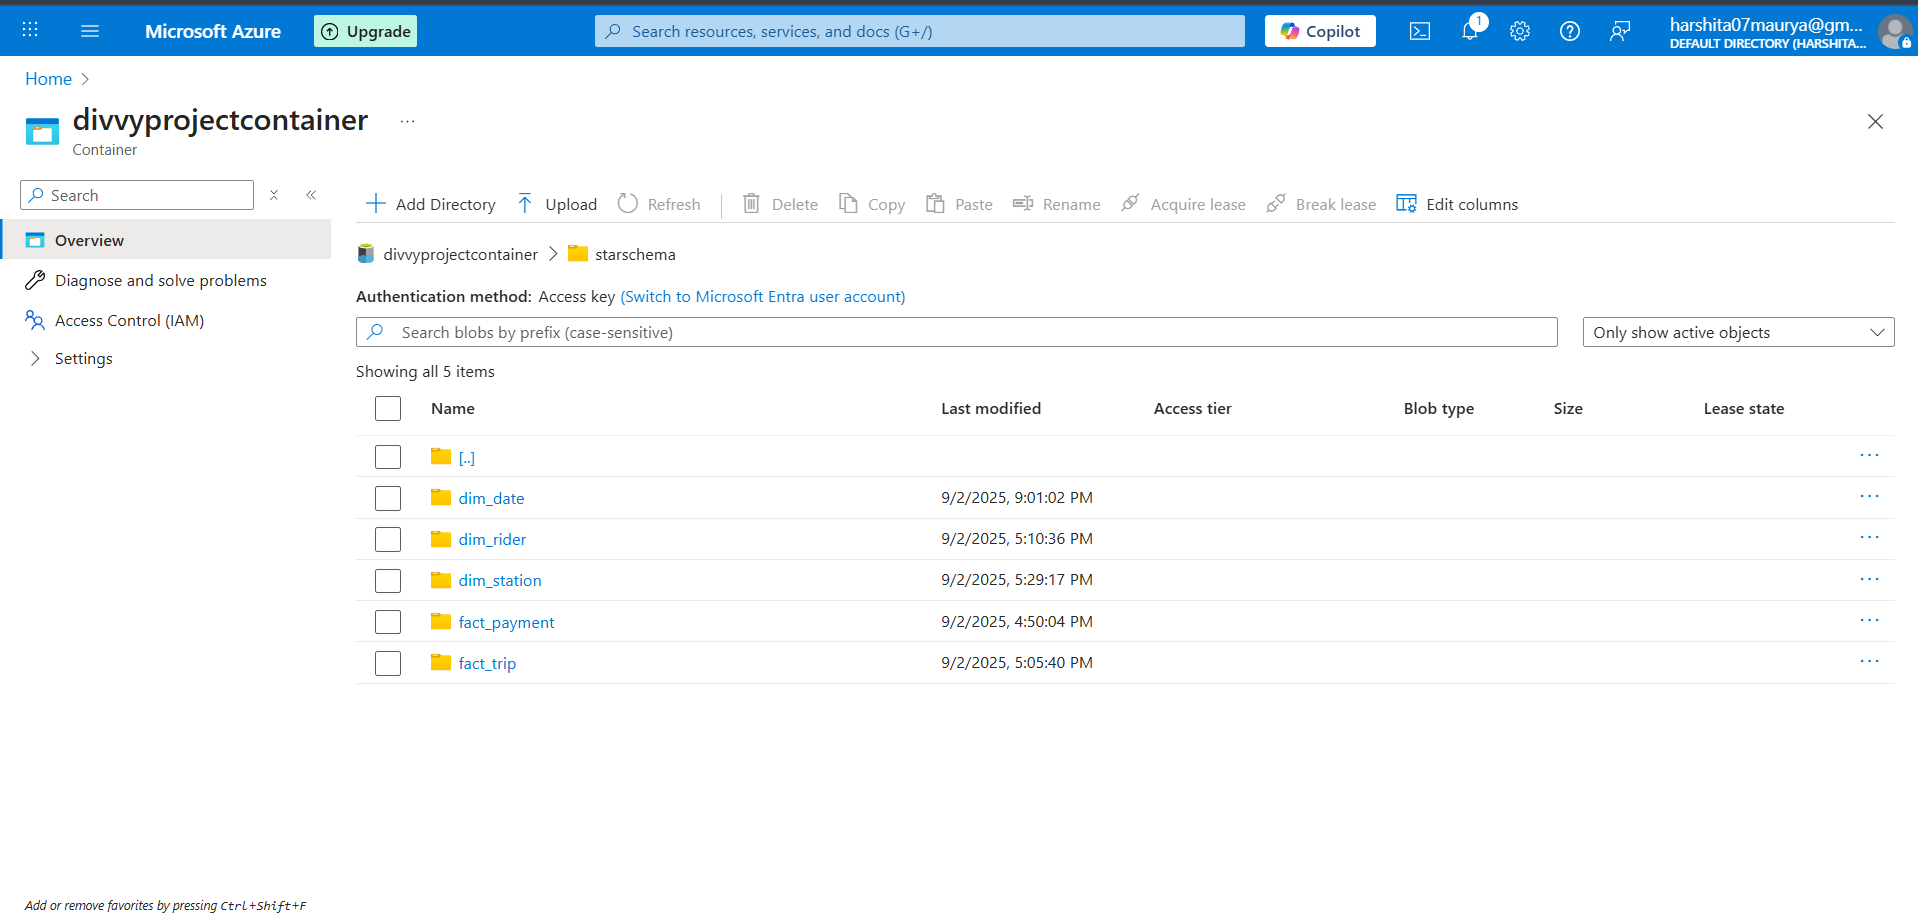 Microsoft Azure
Upgrade
Search resources, services, and docs (G+/)
Copilot
1
harshita07maurya@gm...
DEFAULT DIRECTORY (HARSHITA...
Home
divvyprojectcontainer
...
Container
Search
Add Directory
Upload
Refresh
Delete
Copy
Paste
Rename
Acquire lease
Break lease
Edit columns
Overview
Diagnose and solve problems
Access Control (IAM)
Settings
divvyprojectcontainer > starschema
Authentication method: Access key (Switch to Microsoft Entra user account)
Search blobs by prefix (case-sensitive)
Only show active objects
Showing all 5 items
Name Last modified Access tier Blob type Size Lease state
[..] ...
dim_date 9/2/2025, 9:01:02 PM ...
dim_rider 9/2/2025, 5:10:36 PM ...
dim_station 9/2/2025, 5:29:17 PM ...
fact_payment 9/2/2025, 4:50:04 PM ...
fact_trip 9/2/2025, 5:05:40 PM ...
Add or remove favorites by pressing Ctrl+Shift+F